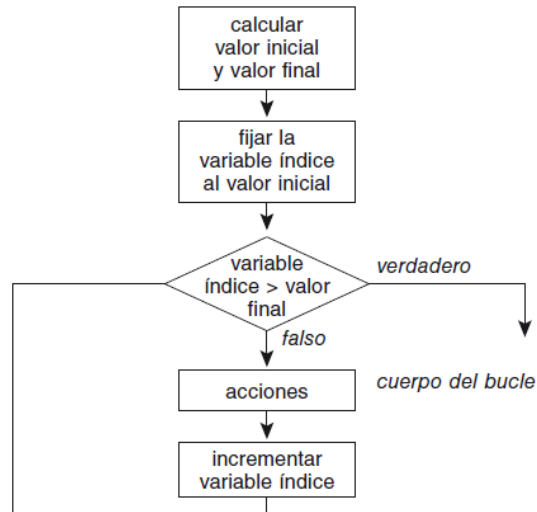 calcular
valor inicial
y valor final
fijar la
variable índice
al valor inicial
variable
índice > valor
final
verdadero
falso
acciones
cuerpo del bucle
incrementar
variable índice